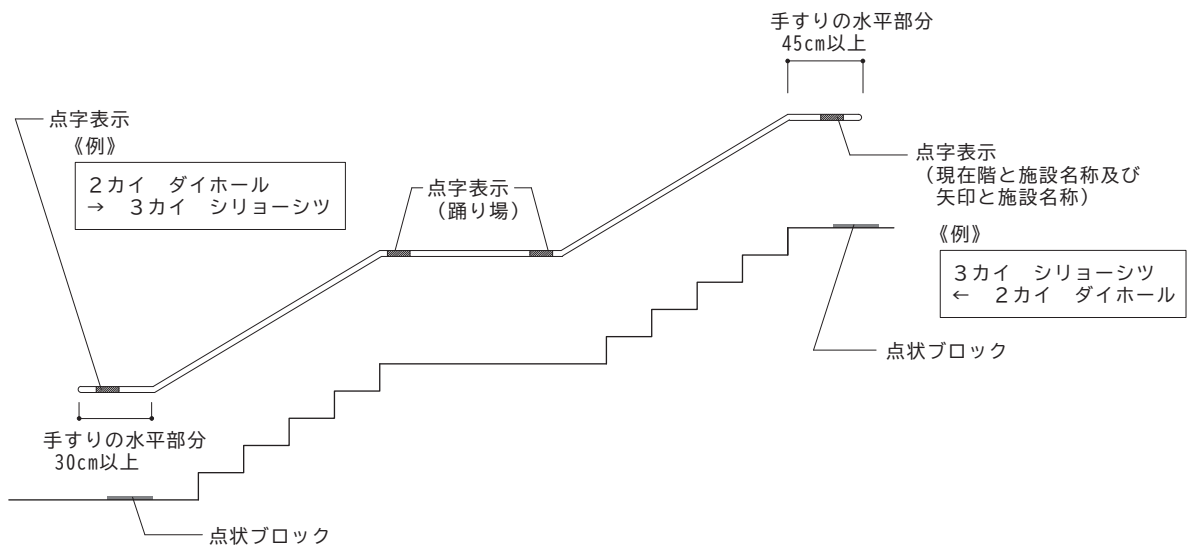 手すりの水平部分
45cm以上
点字表示
《例》
2カイ　ダイホール
→　3カイ　シリョーシツ
点字表示
（踊り場）
点字表示
（現在階と施設名称及び
矢印と施設名称）
《例》
3カイ　シリョーシツ
←　2カイ　ダイホール
点状ブロック
手すりの水平部分
30cm以上
点状ブロック